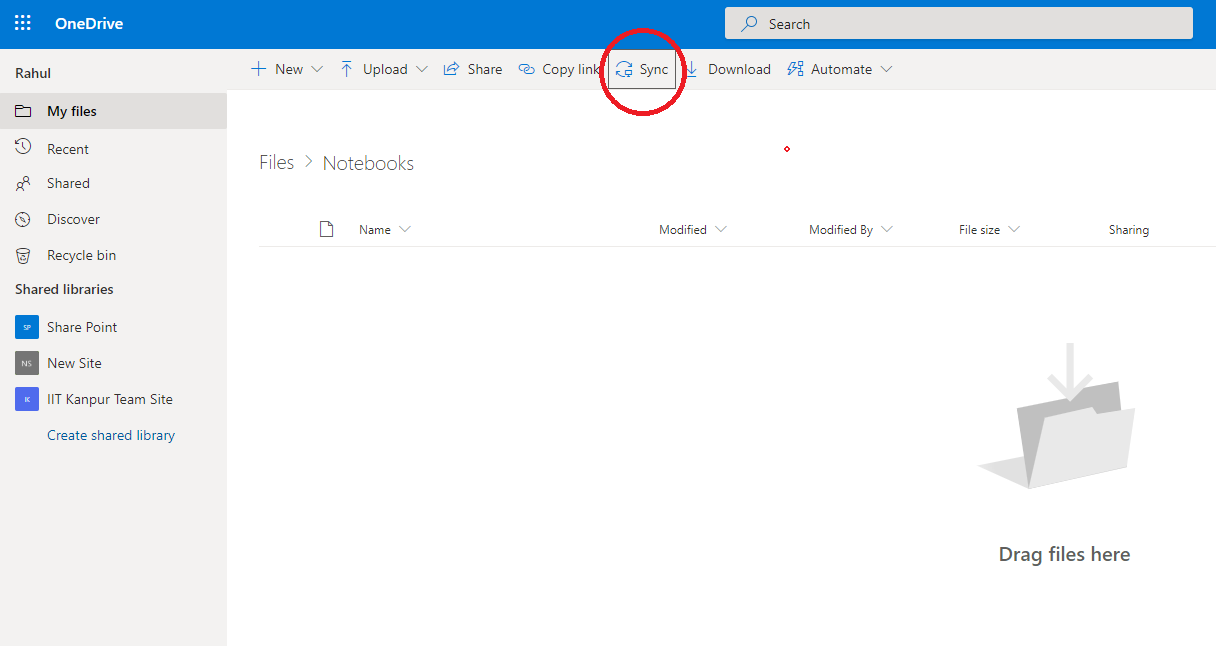 OneDrive
Search
Rahul
New Upload Share Copy link Sync Download Automate
My files
Recent
Shared
Discover
Recycle bin
Shared libraries
SP Share Point
NS New Site
IK IIT Kanpur Team Site
Create shared library
Files > Notebooks
Name Modified Modified By File size Sharing
Drag files here